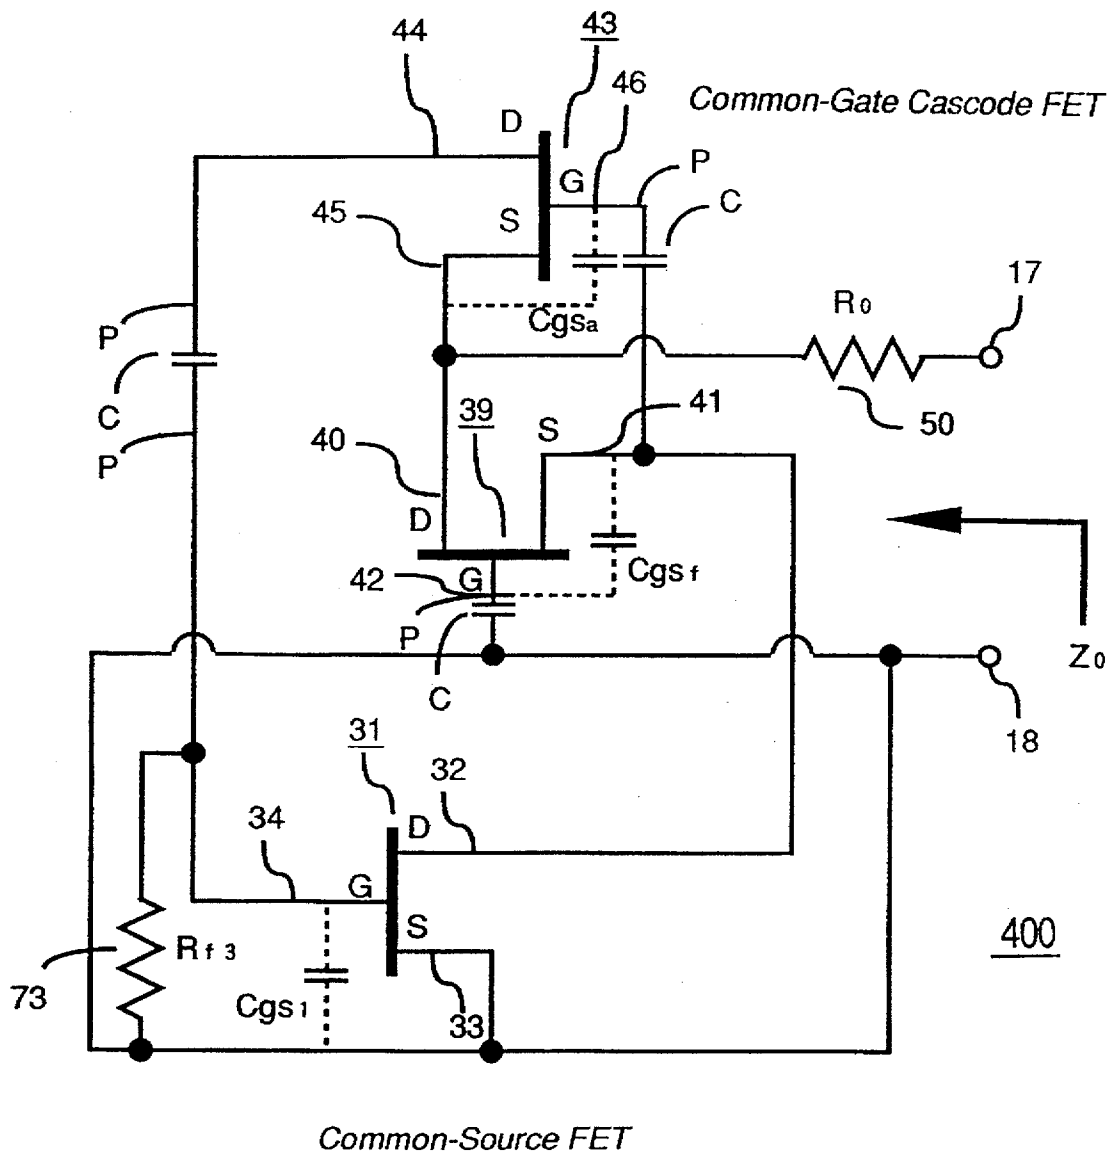 44
43
46
Common-Gate Cascode FET
D
G
P
C
45
S
Cgsa
R0
17
P
C
P
50
40
39
S
41
D
42
G
Cgsf
P
C
Z0
18
31
32
34
D
G
S
Rf3
73
Cgs1
33
400
Common-Source FET